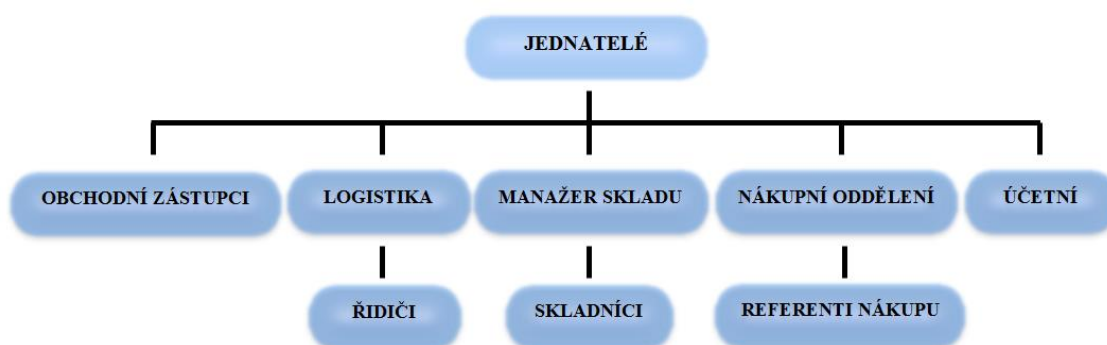 JEDNATELÉ
OBCHODNÍ ZÁSTUPCI
LOGISTIKA
MANAŽER SKLADU
NÁKUPNÍ ODDĚLENÍ
ÚČETNÍ
ŘIDIČI
SKLADNÍCI
REFERENTI NÁKUPU